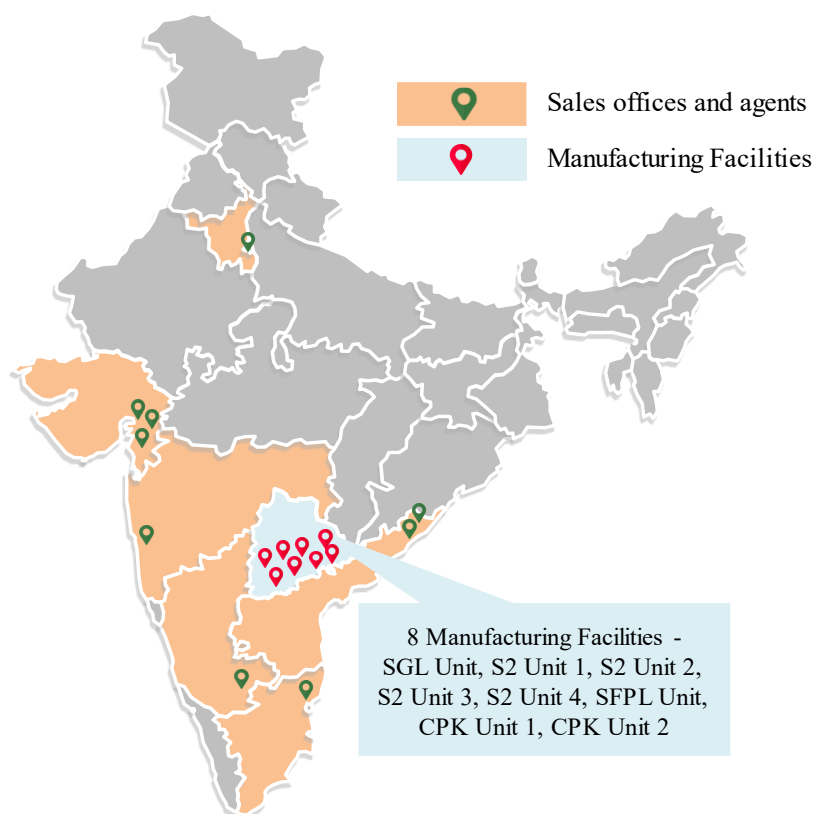 Sales offices and agents
Manufacturing Facilities
8 Manufacturing Facilities -
SGL Unit, S2 Unit 1, S2 Unit 2,
S2 Unit 3, S2 Unit 4, SFPL Unit,
CPK Unit 1, CPK Unit 2